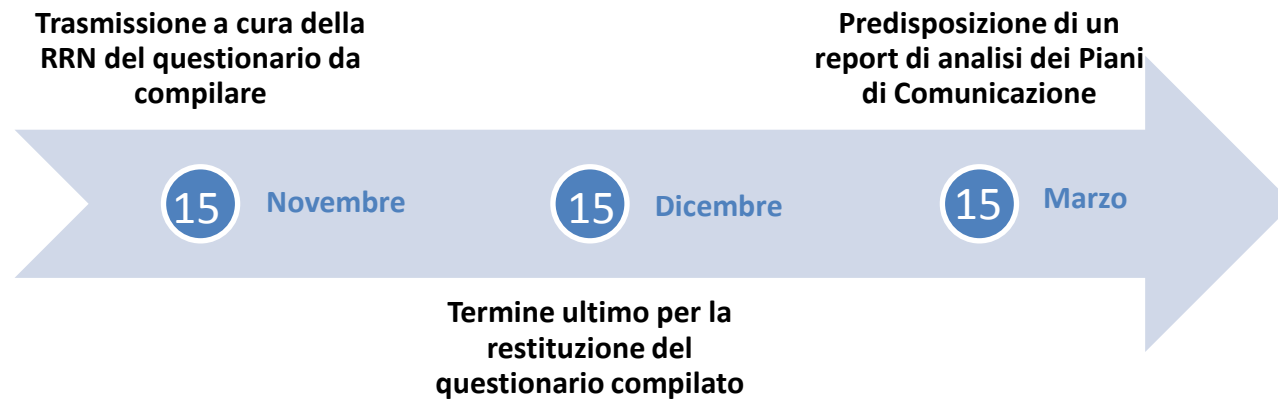 Trasmissione a cura della
RRN del questionario da
compilare
Predisposizione di un
report di analisi dei Piani
di Comunicazione
15 Novembre
15 Dicembre
15 Marzo
Termine ultimo per la
restituzione del
questionario compilato